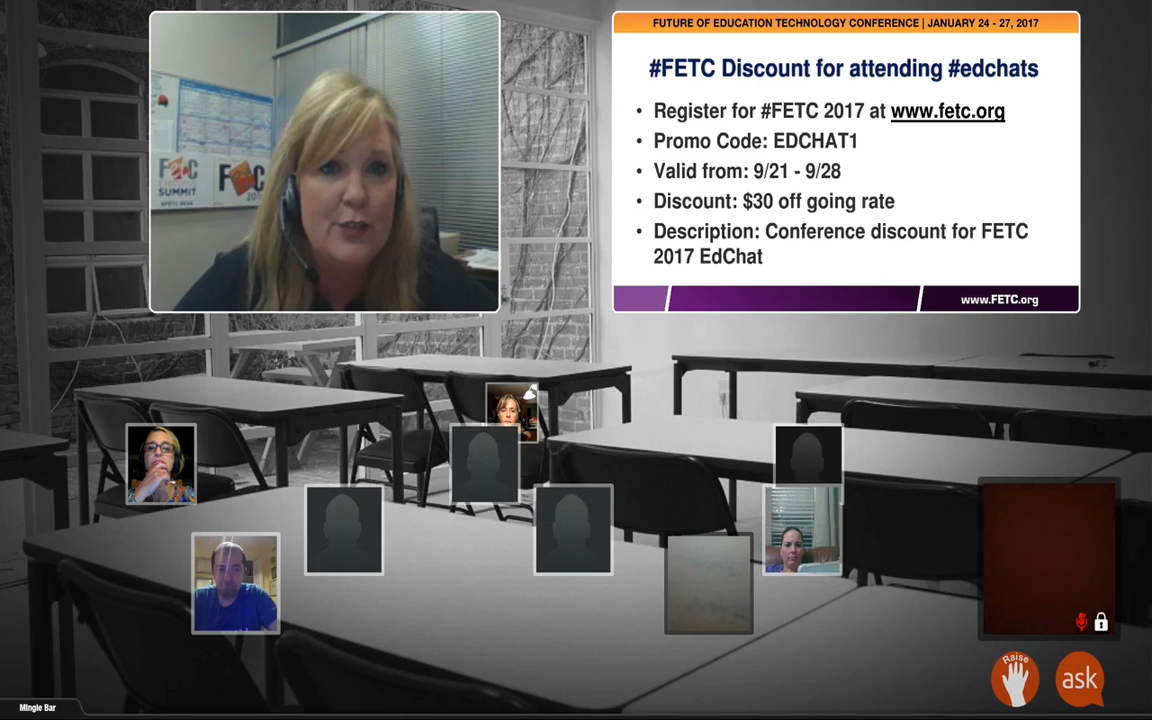 FUTURE OF EDUCATION TECHNOLOGY CONFERENCE | JANUARY 24 - 27, 2017
#FETC Discount for attending #edchats
• Register for #FETC 2017 at www.fetc.org
• Promo Code: EDCHAT1
• Valid from: 9/21 - 9/28
• Discount: $30 off going rate
• Description: Conference discount for FETC
2017 EdChat
www.FETC.org
FETC
SUMMIT
Raise
ask
Mingle Bar